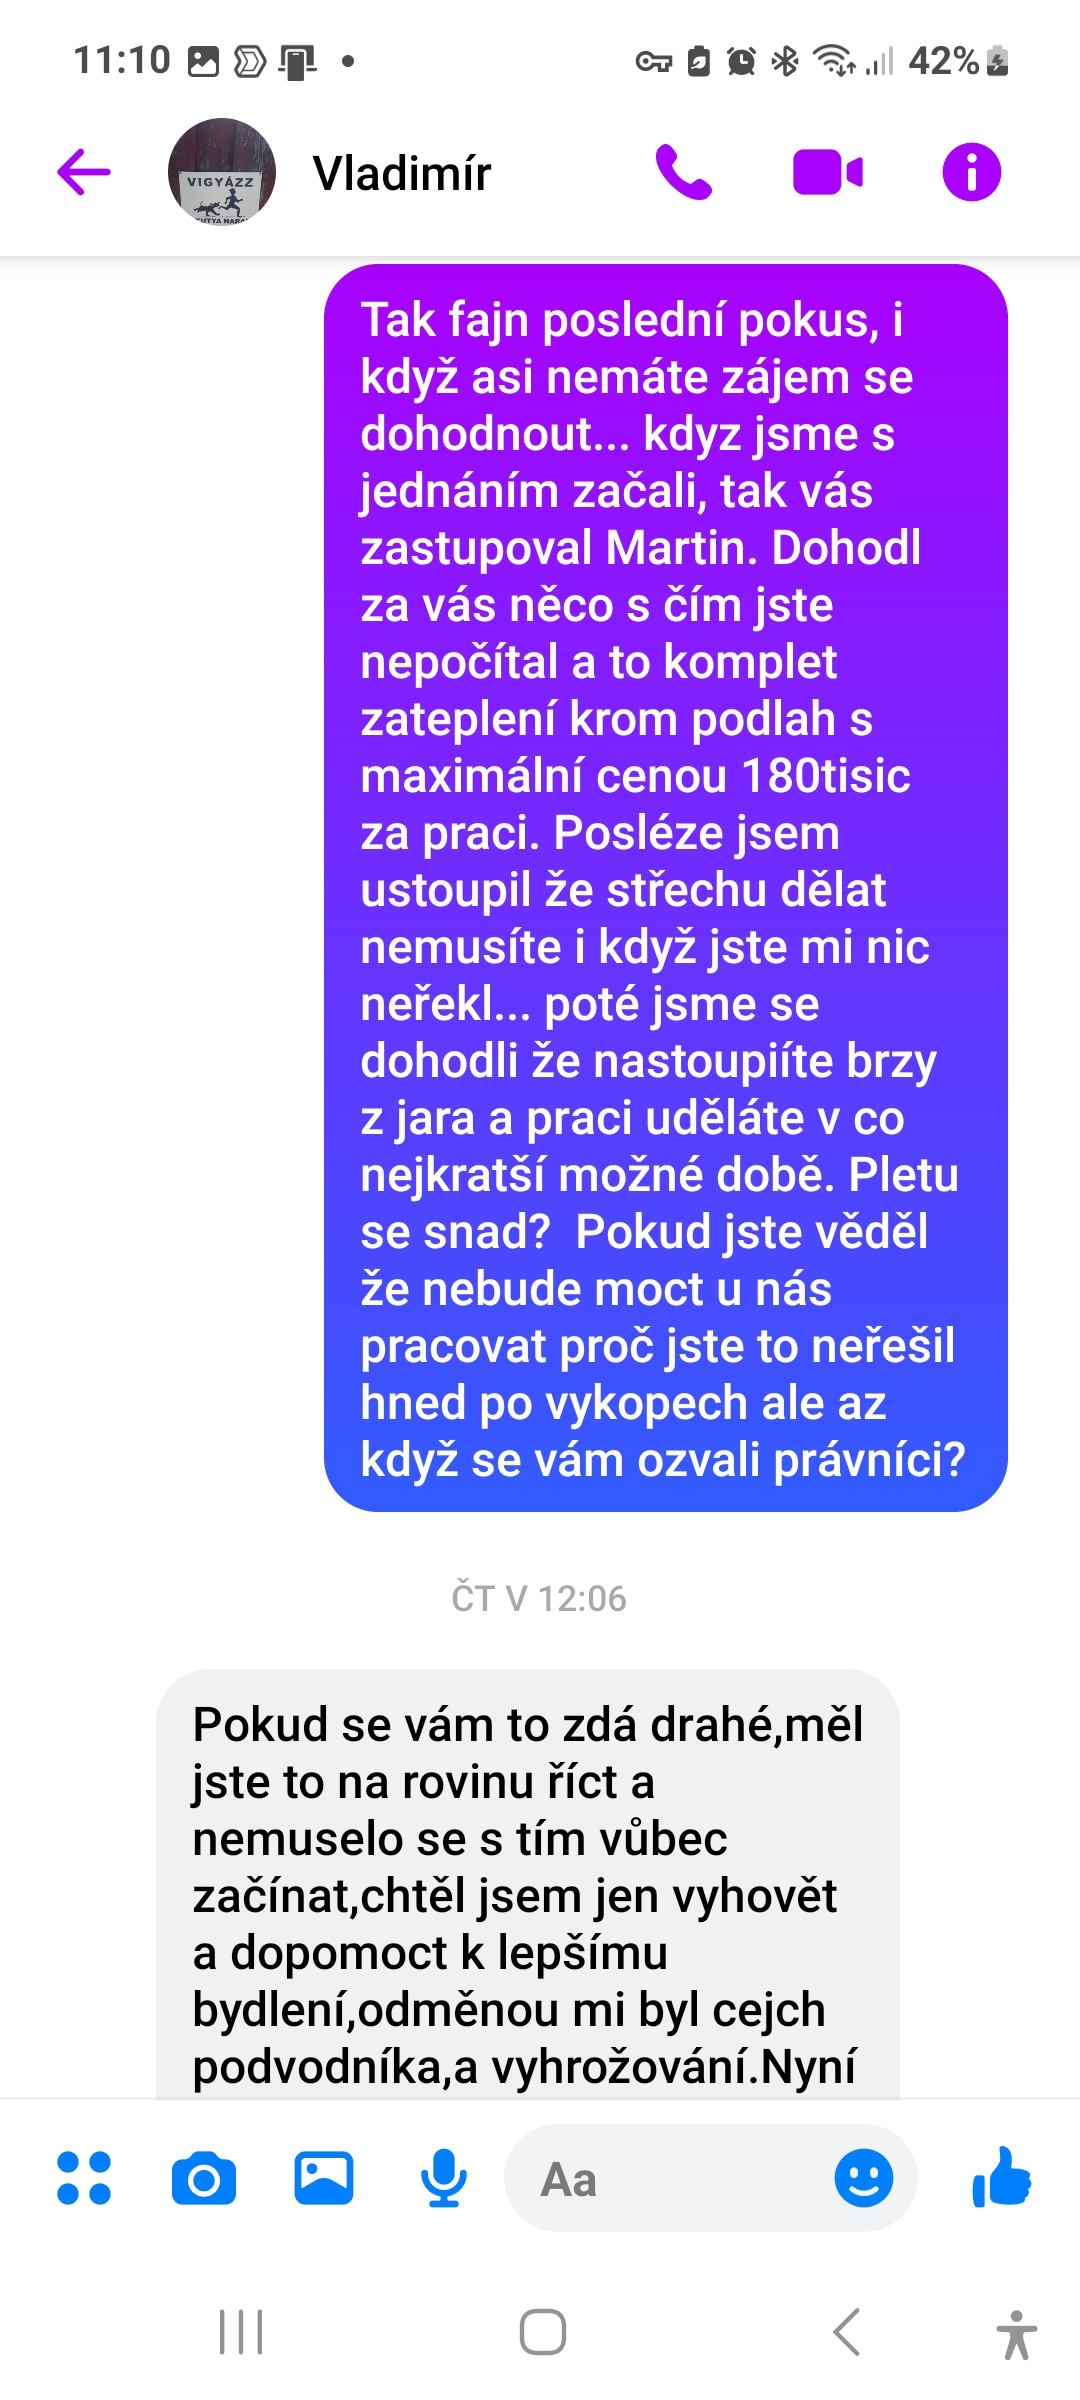 11:10
42%
VIGYÁZZ
KUTYA HARAP
Vladimír
Tak fajn poslední pokus, i
když asi nemáte zájem se
dohodnout... kdyz jsme s
jednáním začali, tak vás
zastupoval Martin. Dohodl
za vás něco s čím jste
nepočítal a to komplet
zateplení krom podlah s
maximální cenou 180tisic
za praci. Posléze jsem
ustoupil že střechu dělat
nemusíte i když jste mi nic
neřekl... poté jsme se
dohodli že nastoupiíte brzy
z jara a praci uděláte v co
nejkratší možné době. Pletu
se snad?  Pokud jste věděl
že nebude moct u nás
pracovat proč jste to neřešil
hned po vykopech ale az
když se vám ozvali právníci?
ČT V 12:06
Pokud se vám to zdá drahé,měl
jste to na rovinu říct a
nemuselo se s tím vůbec
začínat,chtěl jsem jen vyhovět
a dopomoct k lepšímu
bydlení,odměnou mi byl cejch
podvodníka,a vyhrožování.Nyní
Aa